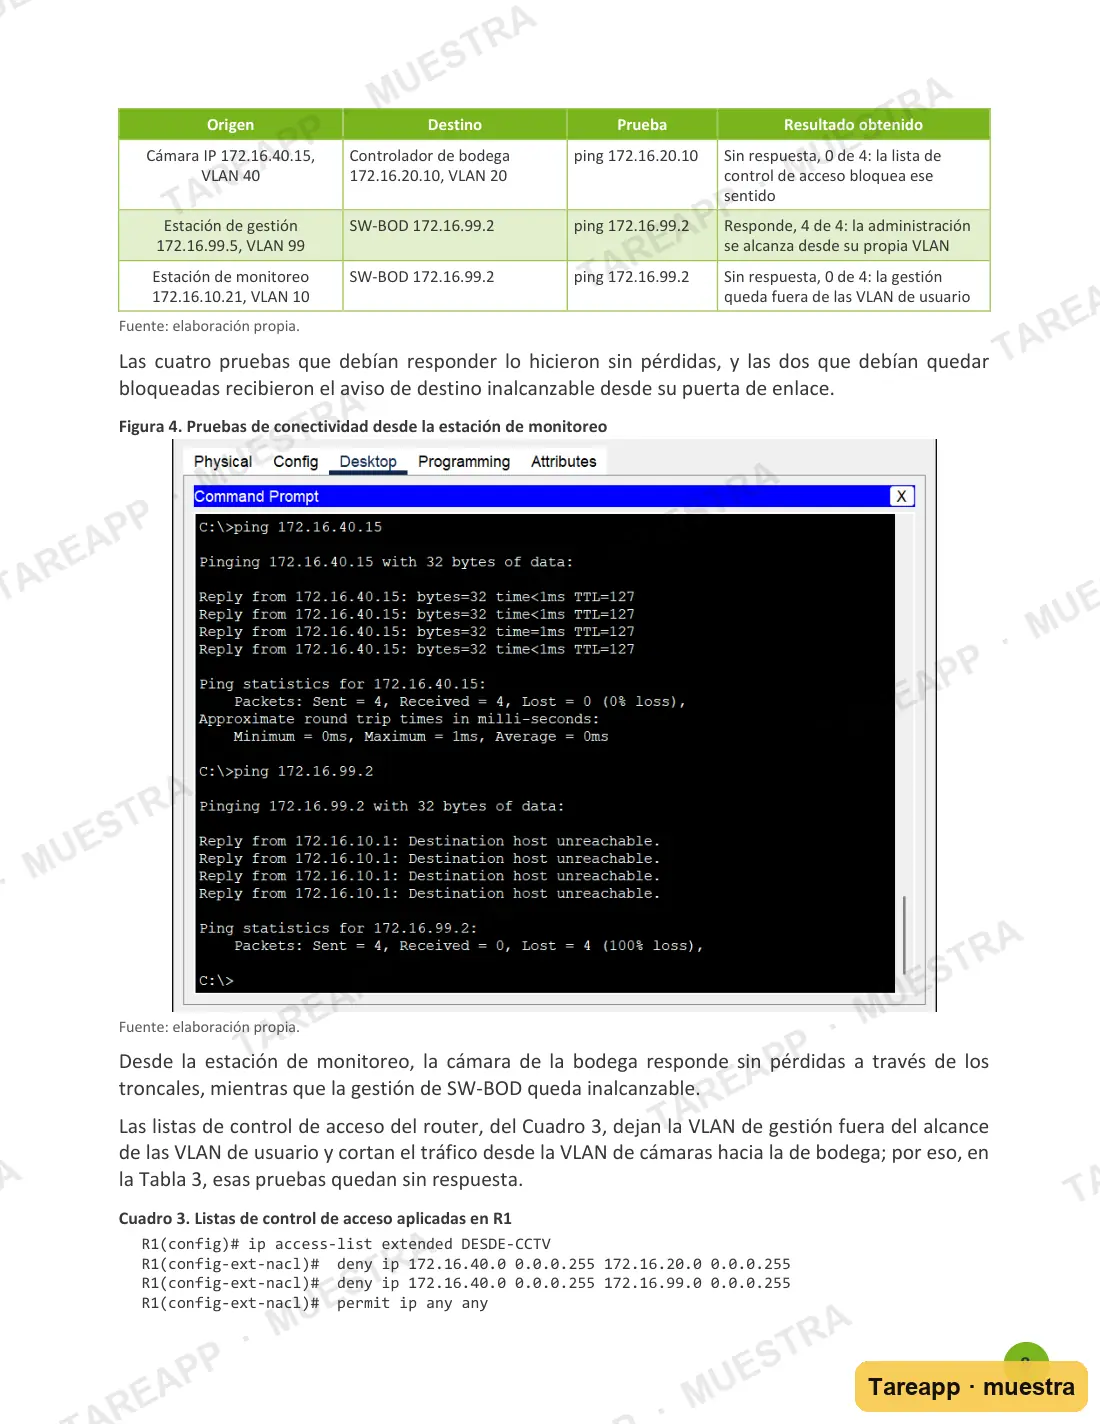 Origen Destino Prueba Resultado obtenido
Cámara IP 172.16.40.15, VLAN 40 Controlador de bodega 172.16.20.10, VLAN 20 ping 172.16.20.10 Sin respuesta, 0 de 4: la lista de control de acceso bloquea ese sentido
Estación de gestión 172.16.99.5, VLAN 99 SW-BOD 172.16.99.2 ping 172.16.99.2 Responde, 4 de 4: la administración se alcanza desde su propia VLAN
Estación de monitoreo 172.16.10.21, VLAN 10 SW-BOD 172.16.99.2 ping 172.16.99.2 Sin respuesta, 0 de 4: la gestión queda fuera de las VLAN de usuario
Fuente: elaboración propia.
Las cuatro pruebas que debían responder lo hicieron sin pérdidas, y las dos que debían quedar
bloqueadas recibieron el aviso de destino inalcanzable desde su puerta de enlace.
Figura 4. Pruebas de conectividad desde la estación de monitoreo
Physical Config Desktop Programming Attributes
Command Prompt X
C:\>ping 172.16.40.15
Pinging 172.16.40.15 with 32 bytes of data:
Reply from 172.16.40.15: bytes=32 time<1ms TTL=127
Reply from 172.16.40.15: bytes=32 time<1ms TTL=127
Reply from 172.16.40.15: bytes=32 time=1ms TTL=127
Reply from 172.16.40.15: bytes=32 time<1ms TTL=127
Ping statistics for 172.16.40.15:
Packets: Sent = 4, Received = 4, Lost = 0 (0% loss),
Approximate round trip times in milli-seconds:
Minimum = 0ms, Maximum = 1ms, Average = 0ms
C:\>ping 172.16.99.2
Pinging 172.16.99.2 with 32 bytes of data:
Reply from 172.16.10.1: Destination host unreachable.
Reply from 172.16.10.1: Destination host unreachable.
Reply from 172.16.10.1: Destination host unreachable.
Reply from 172.16.10.1: Destination host unreachable.
Ping statistics for 172.16.99.2:
Packets: Sent = 4, Received = 0, Lost = 4 (100% loss),
C:\>
Fuente: elaboración propia.
Desde la estación de monitoreo, la cámara de la bodega responde sin pérdidas a través de los
troncales, mientras que la gestión de SW-BOD queda inalcanzable.
Las listas de control de acceso del router, del Cuadro 3, dejan la VLAN de gestión fuera del alcance
de las VLAN de usuario y cortan el tráfico desde la VLAN de cámaras hacia la de bodega; por eso, en
la Tabla 3, esas pruebas quedan sin respuesta.
Cuadro 3. Listas de control de acceso aplicadas en R1
R1(config)# ip access-list extended DESDE-CCTV
R1(config-ext-nacl)#  deny ip 172.16.40.0 0.0.0.255 172.16.20.0 0.0.0.255
R1(config-ext-nacl)#  deny ip 172.16.40.0 0.0.0.255 172.16.99.0 0.0.0.255
R1(config-ext-nacl)#  permit ip any any
Tareapp · muestra
TAREAPP · MUESTRA